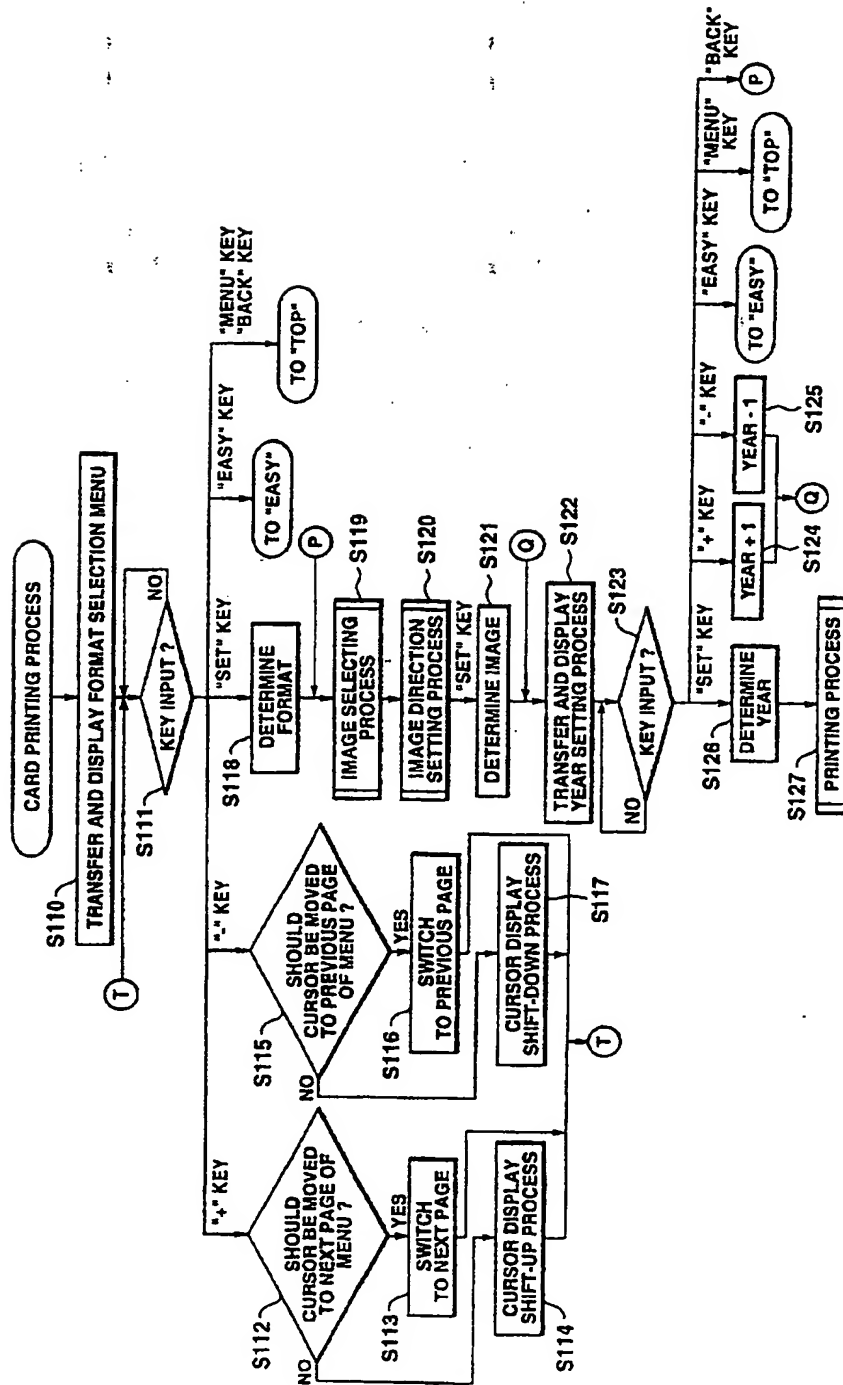 CARD PRINTING PROCESS
S110
TRANSFER AND DISPLAY FORMAT SELECTION MENU
T
S111
KEY INPUT ?
NO
"+" KEY
"-" KEY
"SET" KEY
"EASY" KEY
"MENU" KEY
"BACK" KEY
S112
SHOULD
CURSOR BE MOVED
TO NEXT PAGE OF
MENU ?
NO
YES
S113
SWITCH
TO NEXT PAGE
CURSOR DISPLAY
SHIFT-UP PROCESS
S114
S115
SHOULD
CURSOR BE MOVED
TO PREVIOUS PAGE
OF MENU ?
NO
YES
S116
SWITCH
TO PREVIOUS PAGE
CURSOR DISPLAY
SHIFT-DOWN PROCESS
S117
T
S118
DETERMINE
FORMAT
TO "EASY"
TO "TOP"
P
IMAGE SELECTING
PROCESS
S119
IMAGE DIRECTION
SETTING PROCESS
S120
"SET" KEY
DETERMINE IMAGE
S121
Q
TRANSFER AND DISPLAY
YEAR SETTING PROCESS
S122
KEY INPUT ?
S123
NO
"SET" KEY
"+" KEY
"-" KEY
"EASY" KEY
"MENU"
KEY
"BACK"
KEY
S126
DETERMINE
YEAR
YEAR + 1
S124
YEAR - 1
S125
Q
TO "EASY"
TO "TOP"
P
S127
PRINTING PROCESS